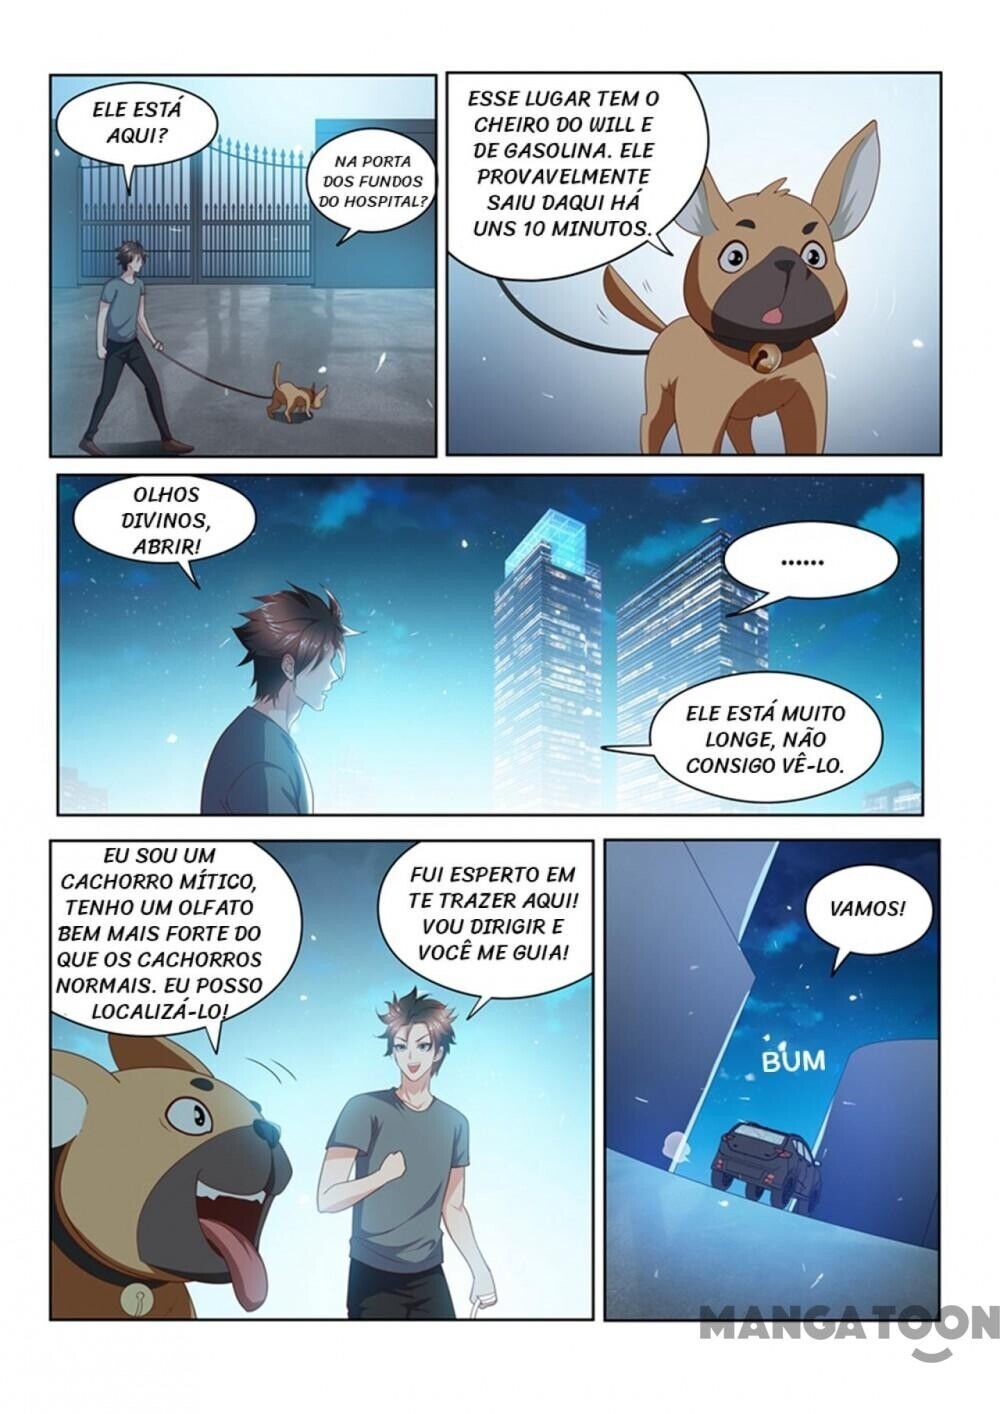 ELE ESTÁ
AQUI?
NA PORTA
DOS FUNDOS
DO HOSPITAL?
ESSE LUGAR TEM O
CHEIRO DO WILL E
DE GASOLINA. ELE
PROVAVELMENTE
SAIU DAQUI HÁ
UNS 10 MINUTOS.
OLHOS
DIVINOS,
ABRIR!
......
ELE ESTÁ MUITO
LONGE, NÃO
CONSIGO VÊ-LO.
EU SOU UM
CACHORRO MÍTICO,
TENHO UM OLFATO
BEM MAIS FORTE DO
QUE OS CACHORROS
NORMAIS. EU POSSO
LOCALIZÁ-LO!
FUI ESPERTO EM
TE TRAZER AQUI!
VOU DIRIGIR E
VOCÊ ME GUIA!
VAMOS!
BUM
MANGATOON